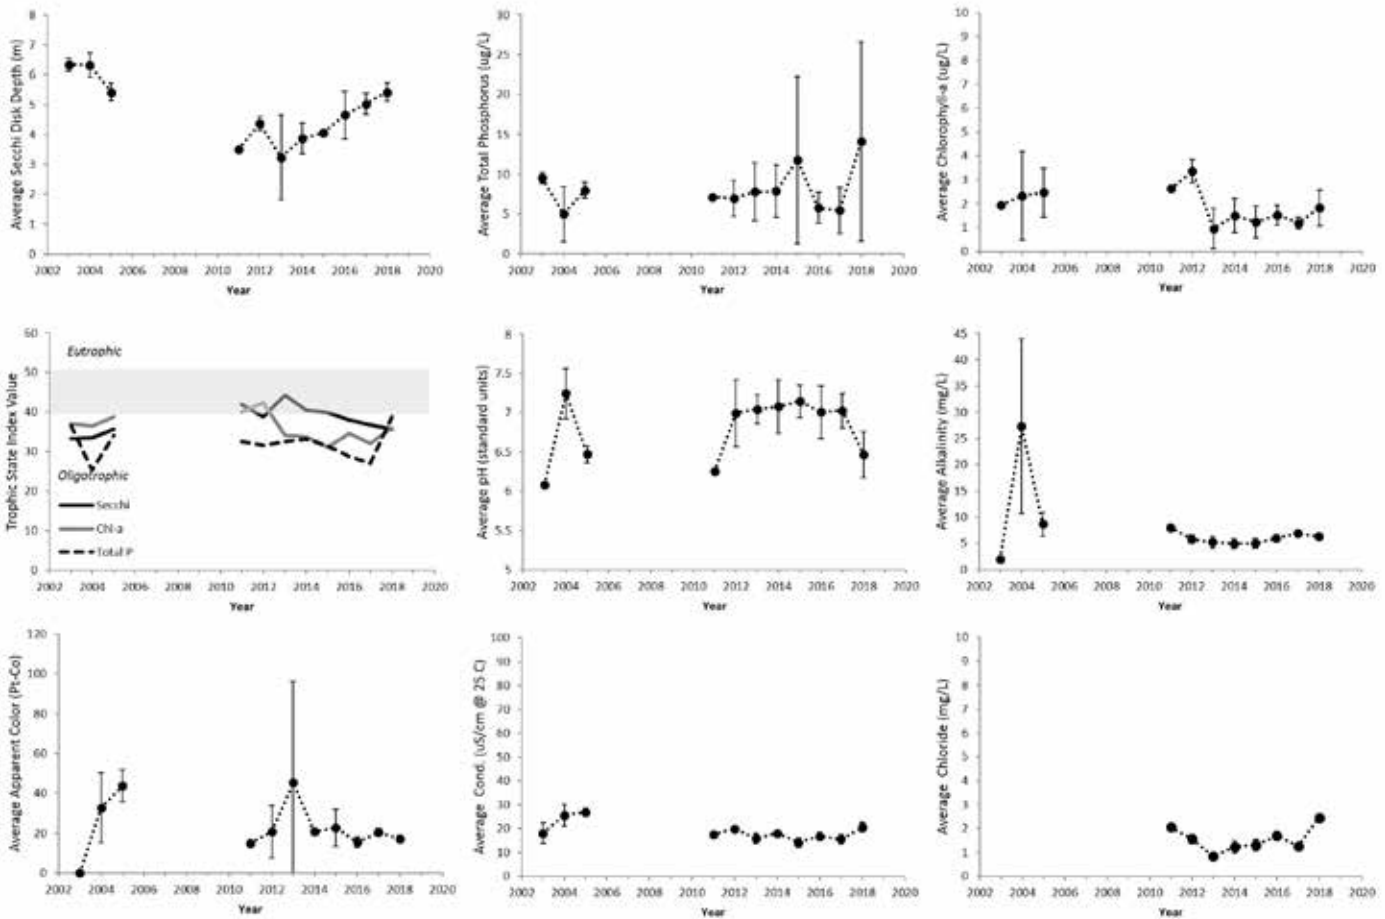 Average Secchi Disk Depth (m)
8
7
6
5
4
3
2
1
0
2002 2004 2006 2008 2010 2012 2014 2016 2018 2020
Year
Average Total Phosphorus (ug/L)
30
25
20
15
10
5
0
2002 2004 2006 2008 2010 2012 2014 2016 2018 2020
Year
Average Chlorophyll-a (ug/L)
10
9
8
7
6
5
4
3
2
1
0
2002 2004 2006 2008 2010 2012 2014 2016 2018 2020
Year
Trophic State Index Value
60
50
40
30
20
10
0
Eutrophic
Oligotrophic
Secchi
Chl-a
Total P
2002 2004 2006 2008 2010 2012 2014 2016 2018 2020
Year
Average pH (standard units)
8
7.5
7
6.5
6
5.5
5
2002 2004 2006 2008 2010 2012 2014 2016 2018 2020
Year
Average Alkalinity (mg/L)
45
40
35
30
25
20
15
10
5
0
2002 2004 2006 2008 2010 2012 2014 2016 2018 2020
Year
Average Apparent Color (Pt-Co)
120
100
80
60
40
20
0
2002 2004 2006 2008 2010 2012 2014 2016 2018 2020
Year
Average Cond. (uS/cm @ 25 C)
100
90
80
70
60
50
40
30
20
10
0
2002 2004 2006 2008 2010 2012 2014 2016 2018 2020
Year
Average Chloride (mg/L)
10
9
8
7
6
5
4
3
2
1
0
2002 2004 2006 2008 2010 2012 2014 2016 2018 2020
Year